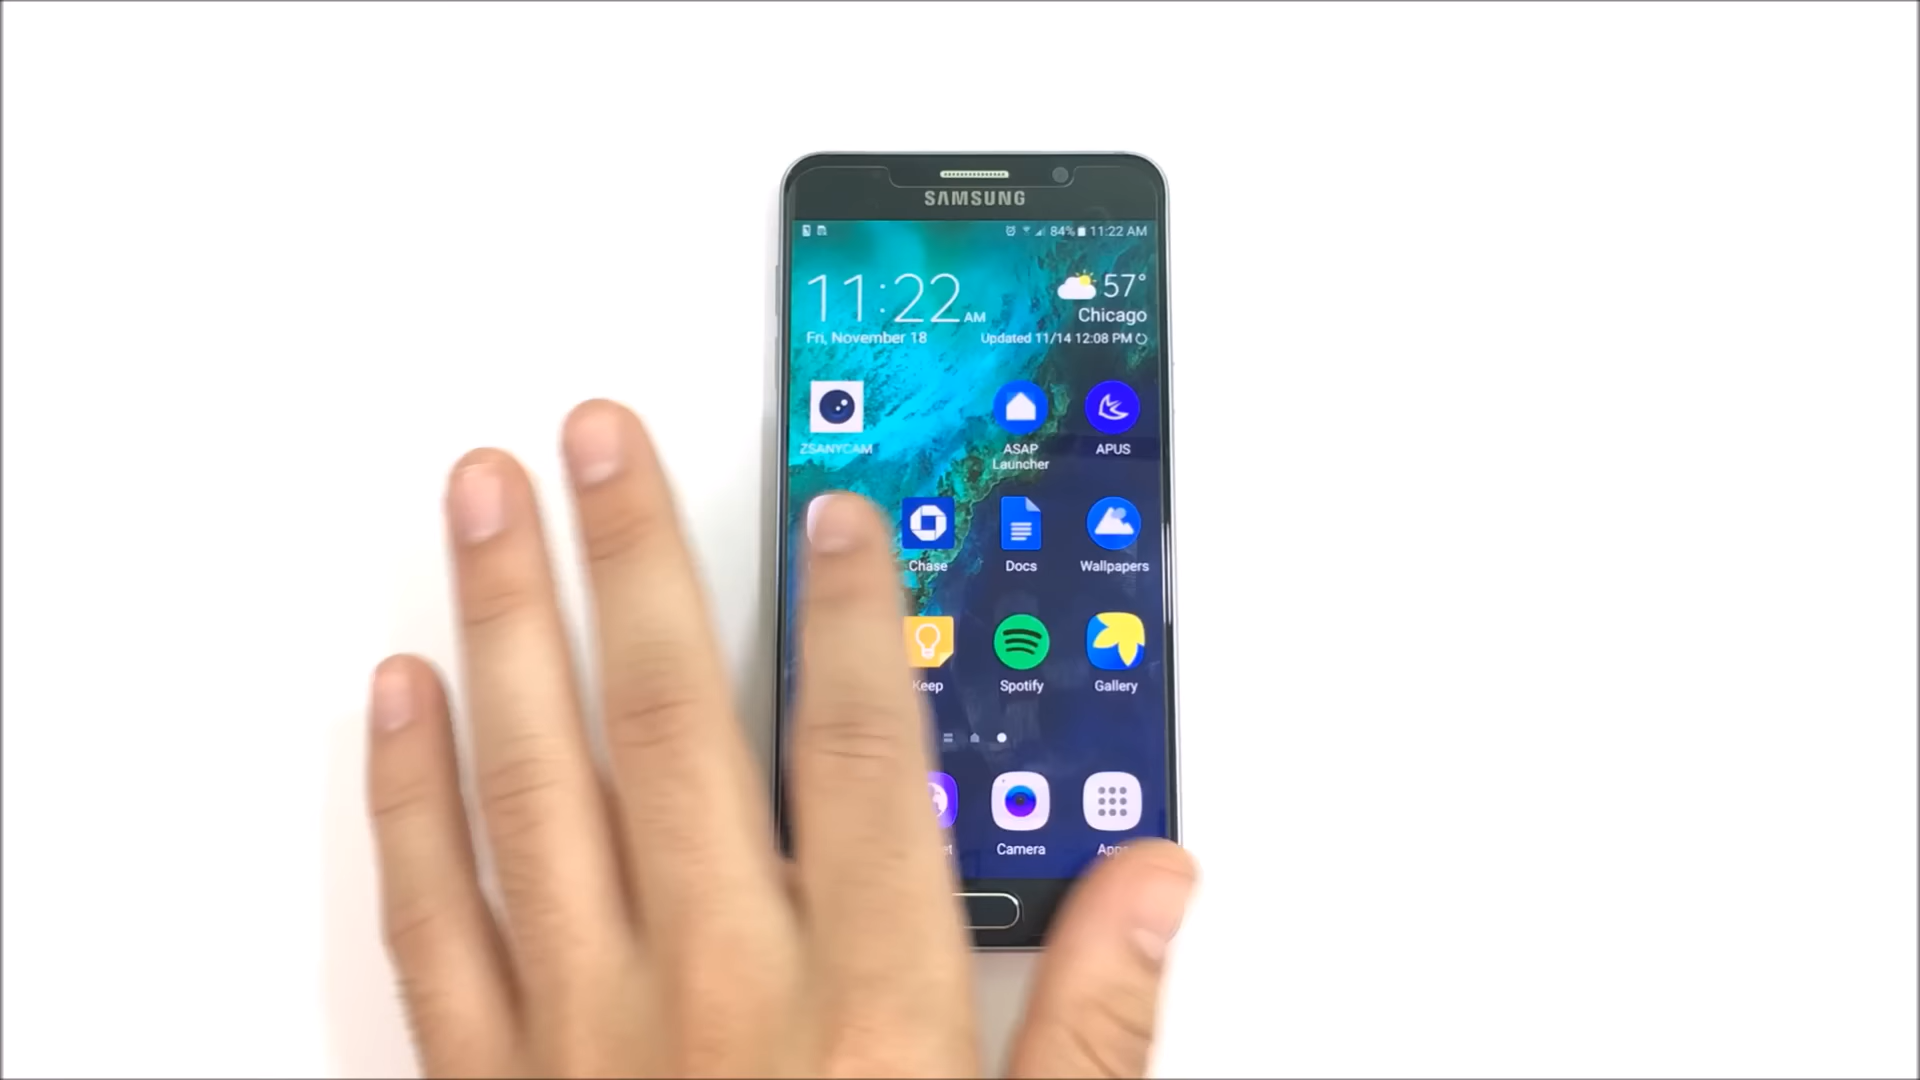 SAMSUNG
84% 11:22 AM
11:22 AM
57°
Chicago
Fri, November 18
Updated 11/14 12:08 PM
ZSANYCAM
ASAP Launcher
APUS
Chase
Docs
Wallpapers
Keep
Spotify
Gallery
Camera